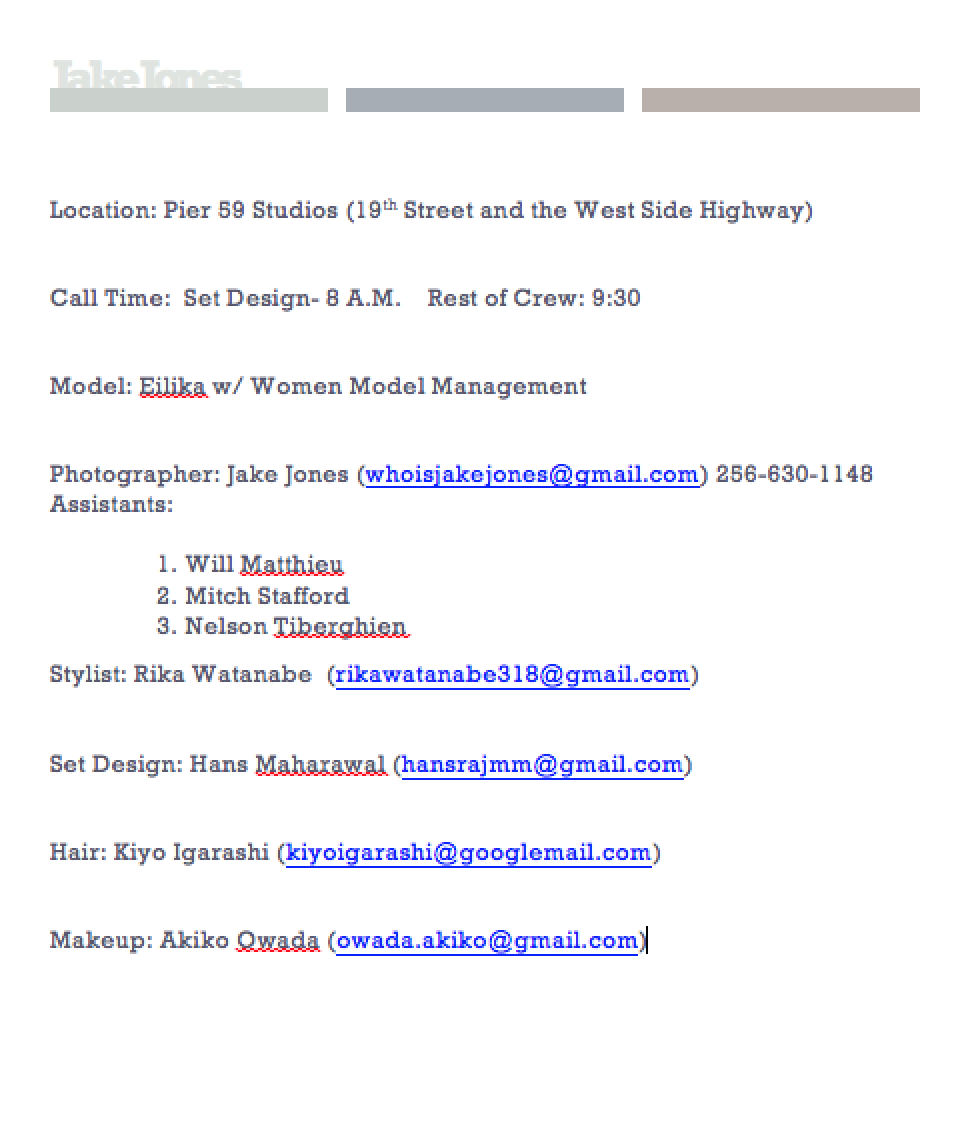 Jake Jones
Location: Pier 59 Studios (19th Street and the West Side Highway)
Call Time:  Set Design- 8 A.M.    Rest of Crew: 9:30
Model: Eilika w/ Women Model Management
Photographer: Jake Jones (whoisjakejones@gmail.com) 256-630-1148
Assistants:
1. Will Matthieu
2. Mitch Stafford
3. Nelson Tiberghien
Stylist: Rika Watanabe  (rikawatanabe318@gmail.com)
Set Design: Hans Maharawal (hansrajmm@gmail.com)
Hair: Kiyo Igarashi (kiyoigarashi@googlemail.com)
Makeup: Akiko Owada (owada.akiko@gmail.com)